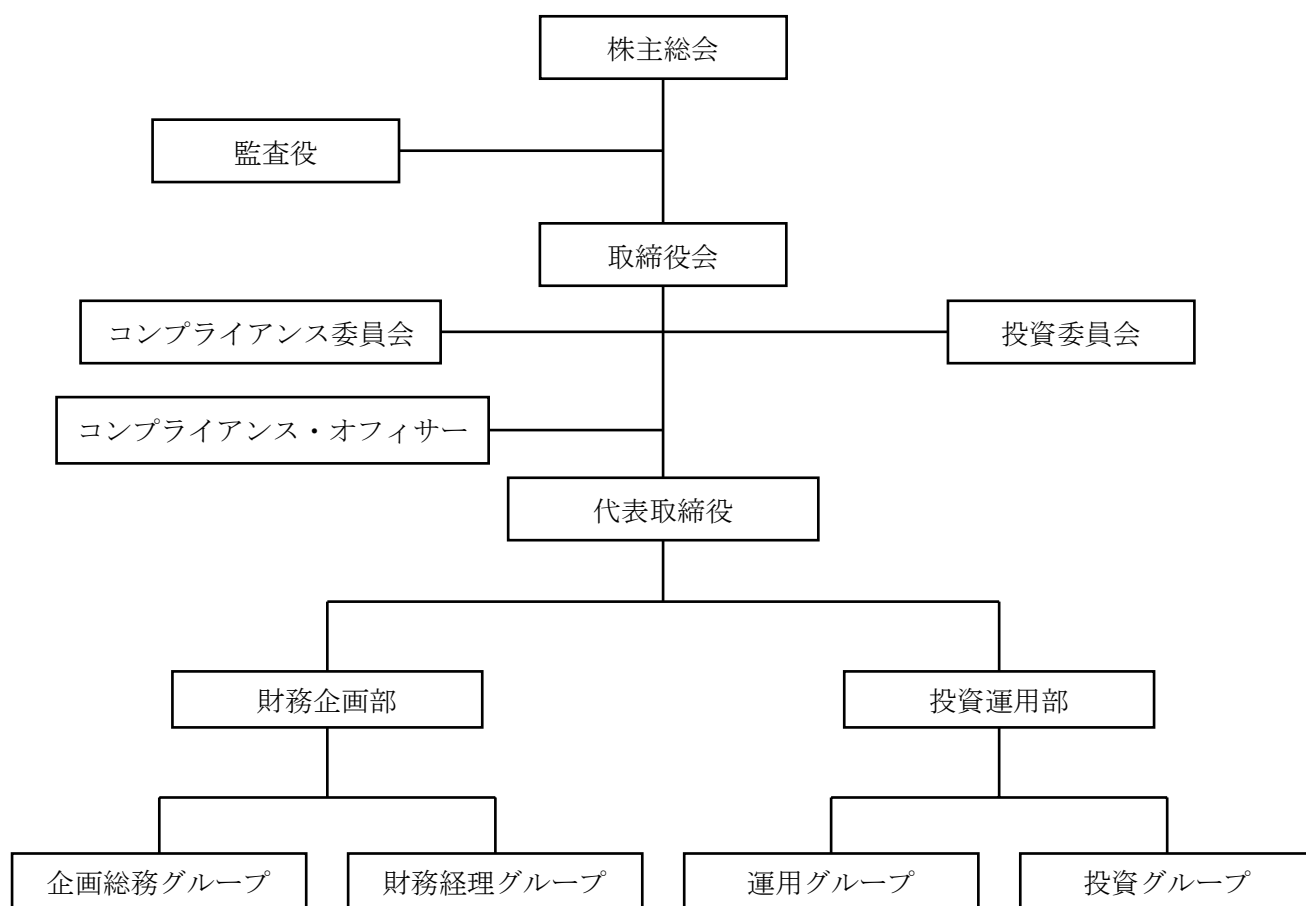 株主総会
監査役
取締役会
コンプライアンス委員会
投資委員会
コンプライアンス・オフィサー
代表取締役
財務企画部
投資運用部
企画総務グループ
財務経理グループ
運用グループ
投資グループ